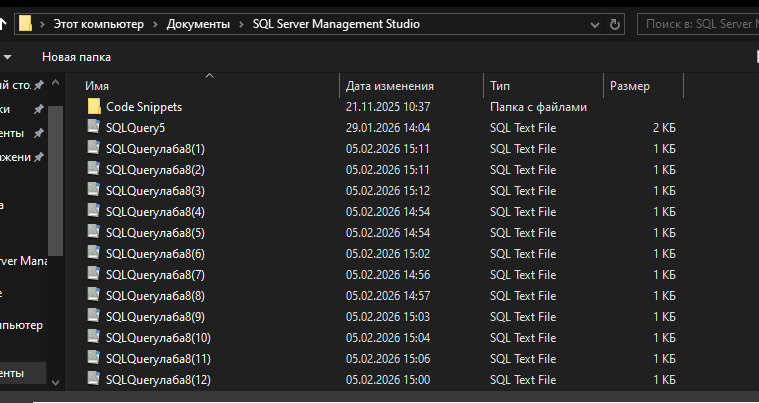 Этот компьютер > Документы > SQL Server Management Studio
Поиск в: SQL Server
Новая папка
Имя Дата изменения Тип Размер
Code Snippets 21.11.2025 10:37 Папка с файлами
SQLQuery5 29.01.2026 14:04 SQL Text File 2 КБ
SQLQueryлаба8(1) 05.02.2026 15:11 SQL Text File 1 КБ
SQLQueryлаба8(2) 05.02.2026 15:11 SQL Text File 1 КБ
SQLQueryлаба8(3) 05.02.2026 15:12 SQL Text File 1 КБ
SQLQueryлаба8(4) 05.02.2026 14:54 SQL Text File 1 КБ
SQLQueryлаба8(5) 05.02.2026 14:54 SQL Text File 1 КБ
SQLQueryлаба8(6) 05.02.2026 15:02 SQL Text File 1 КБ
SQLQueryлаба8(7) 05.02.2026 14:56 SQL Text File 1 КБ
SQLQueryлаба8(8) 05.02.2026 14:57 SQL Text File 1 КБ
SQLQueryлаба8(9) 05.02.2026 15:03 SQL Text File 1 КБ
SQLQueryлаба8(10) 05.02.2026 15:04 SQL Text File 1 КБ
SQLQueryлаба8(11) 05.02.2026 15:06 SQL Text File 1 КБ
SQLQueryлаба8(12) 05.02.2026 15:00 SQL Text File 1 КБ